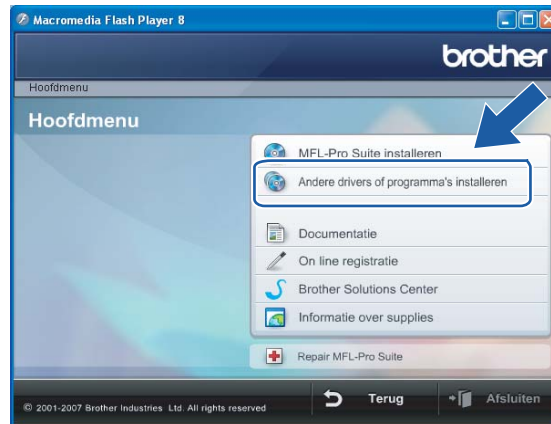 Macromedia Flash Player 8
brother
Hoofdmenu
Hoofdmenu
MFL-Pro Suite installeren
Andere drivers of programma's installeren
Documentatie
On line registratie
Brother Solutions Center
Informatie over supplies
Repair MFL-Pro Suite
© 2001-2007 Brother Industries Ltd. All rights reserved
Terug
Afsluiten